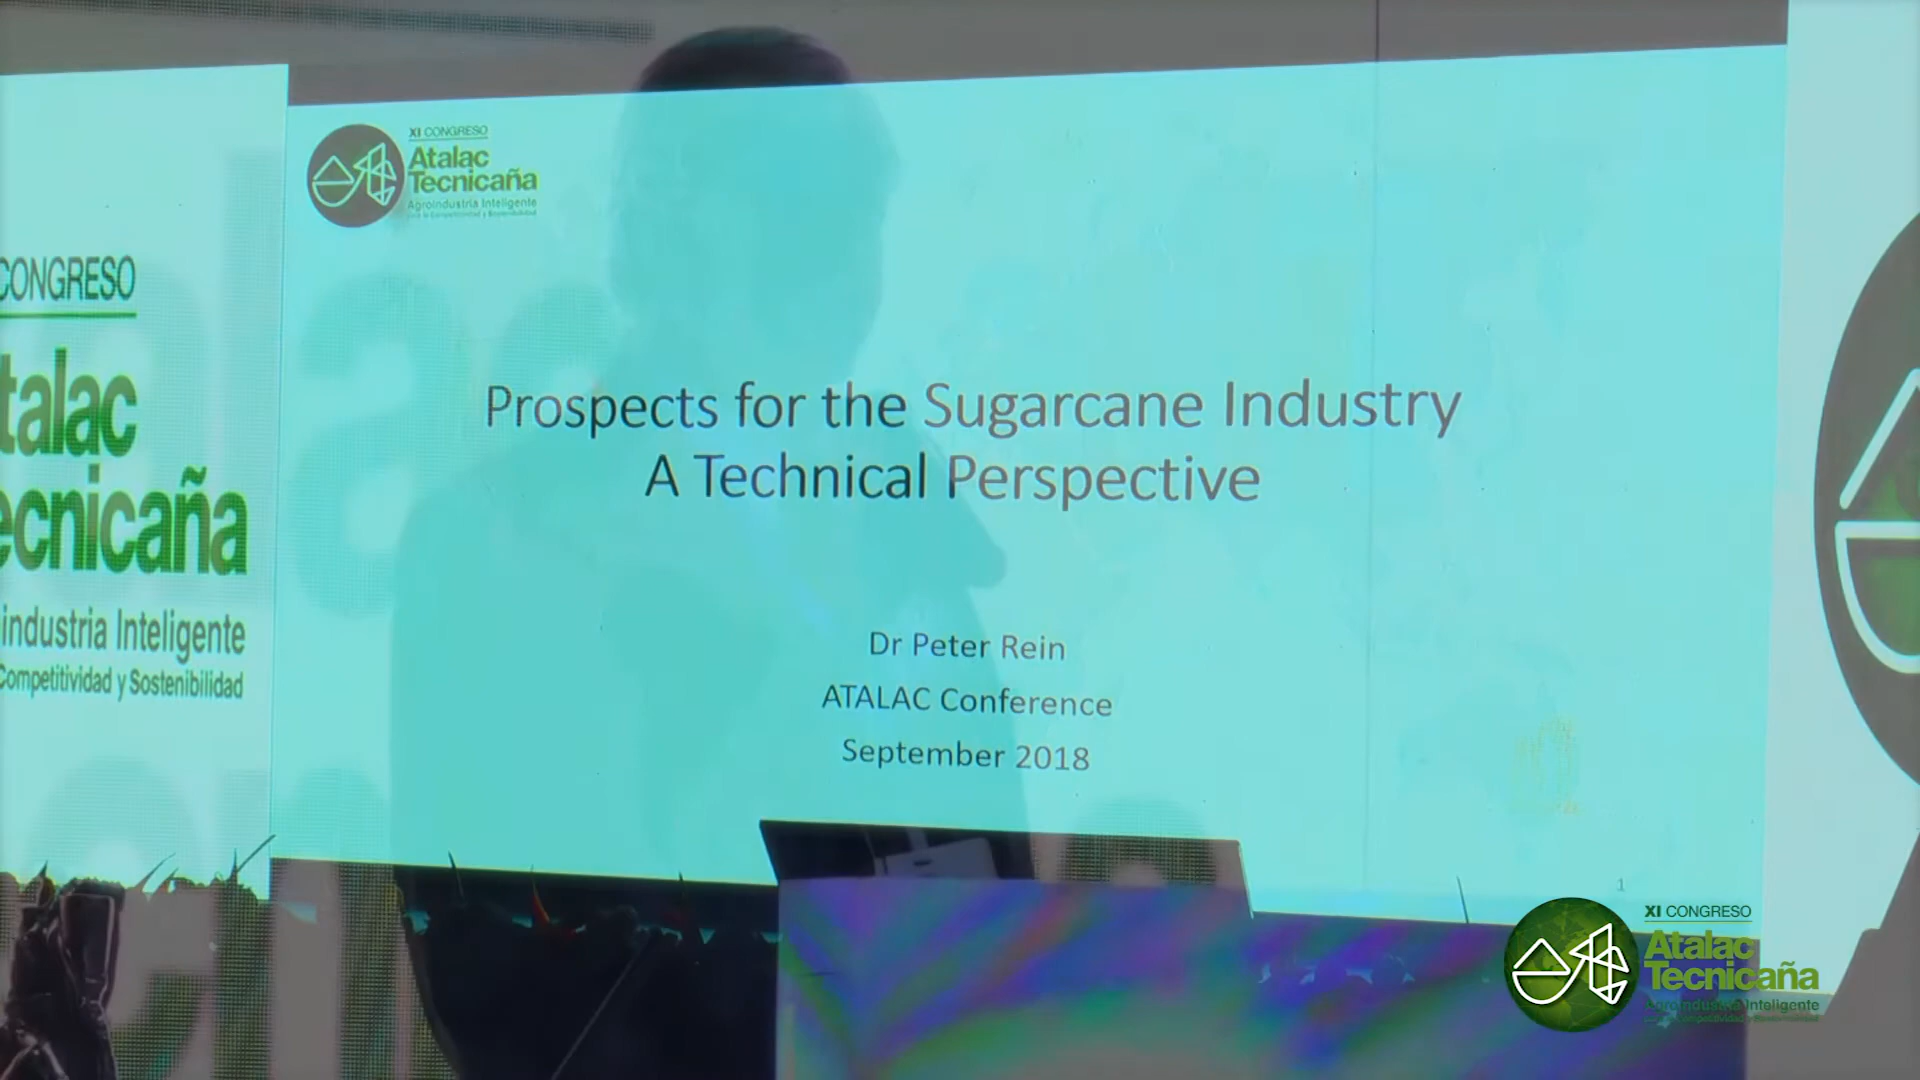 XI CONGRESO
Atalac
Tecnicaña
Agroindustria Inteligente
CONGRESO
talac
ecnicaña
industria Inteligente
Competitividad y Sostenibilidad
Prospects for the Sugarcane Industry
A Technical Perspective
Dr Peter Rein
ATALAC Conference
September 2018
1
XI CONGRESO
Atalac
Tecnicaña
Agroindustria Inteligente